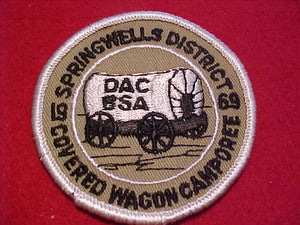 SPRINGWELLS DISTRICT
19 69
DAC
BSA
COVERED WAGON CAMPOREE